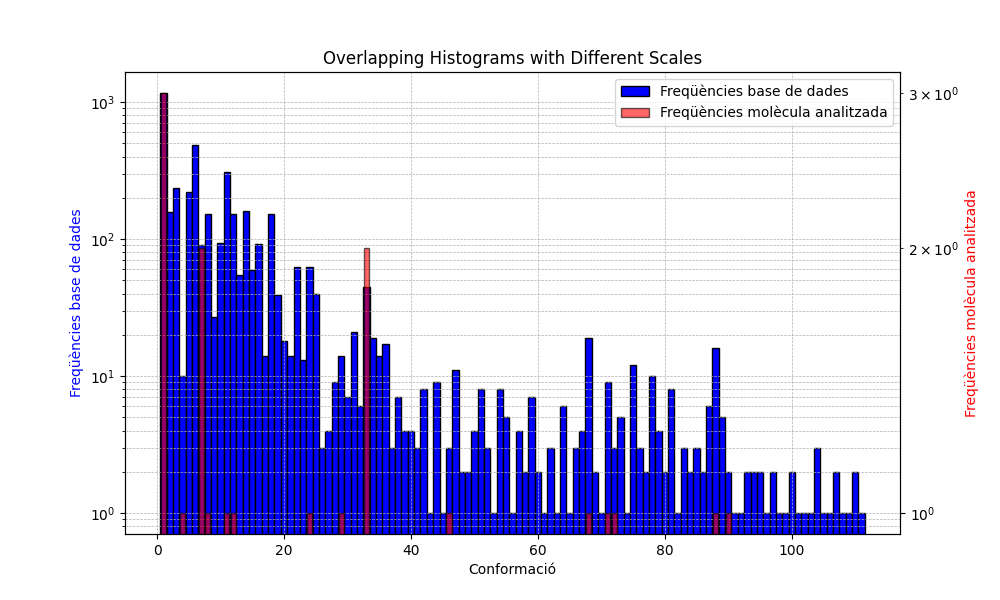 Overlapping Histograms with Different Scales
Freqüències base de dades
Freqüències molècula analitzada
10³
10²
10¹
10⁰
3 × 10⁰
2 × 10⁰
10⁰
Freqüències base de dades
Freqüències molècula analitzada
0 20 40 60 80 100
Conformació